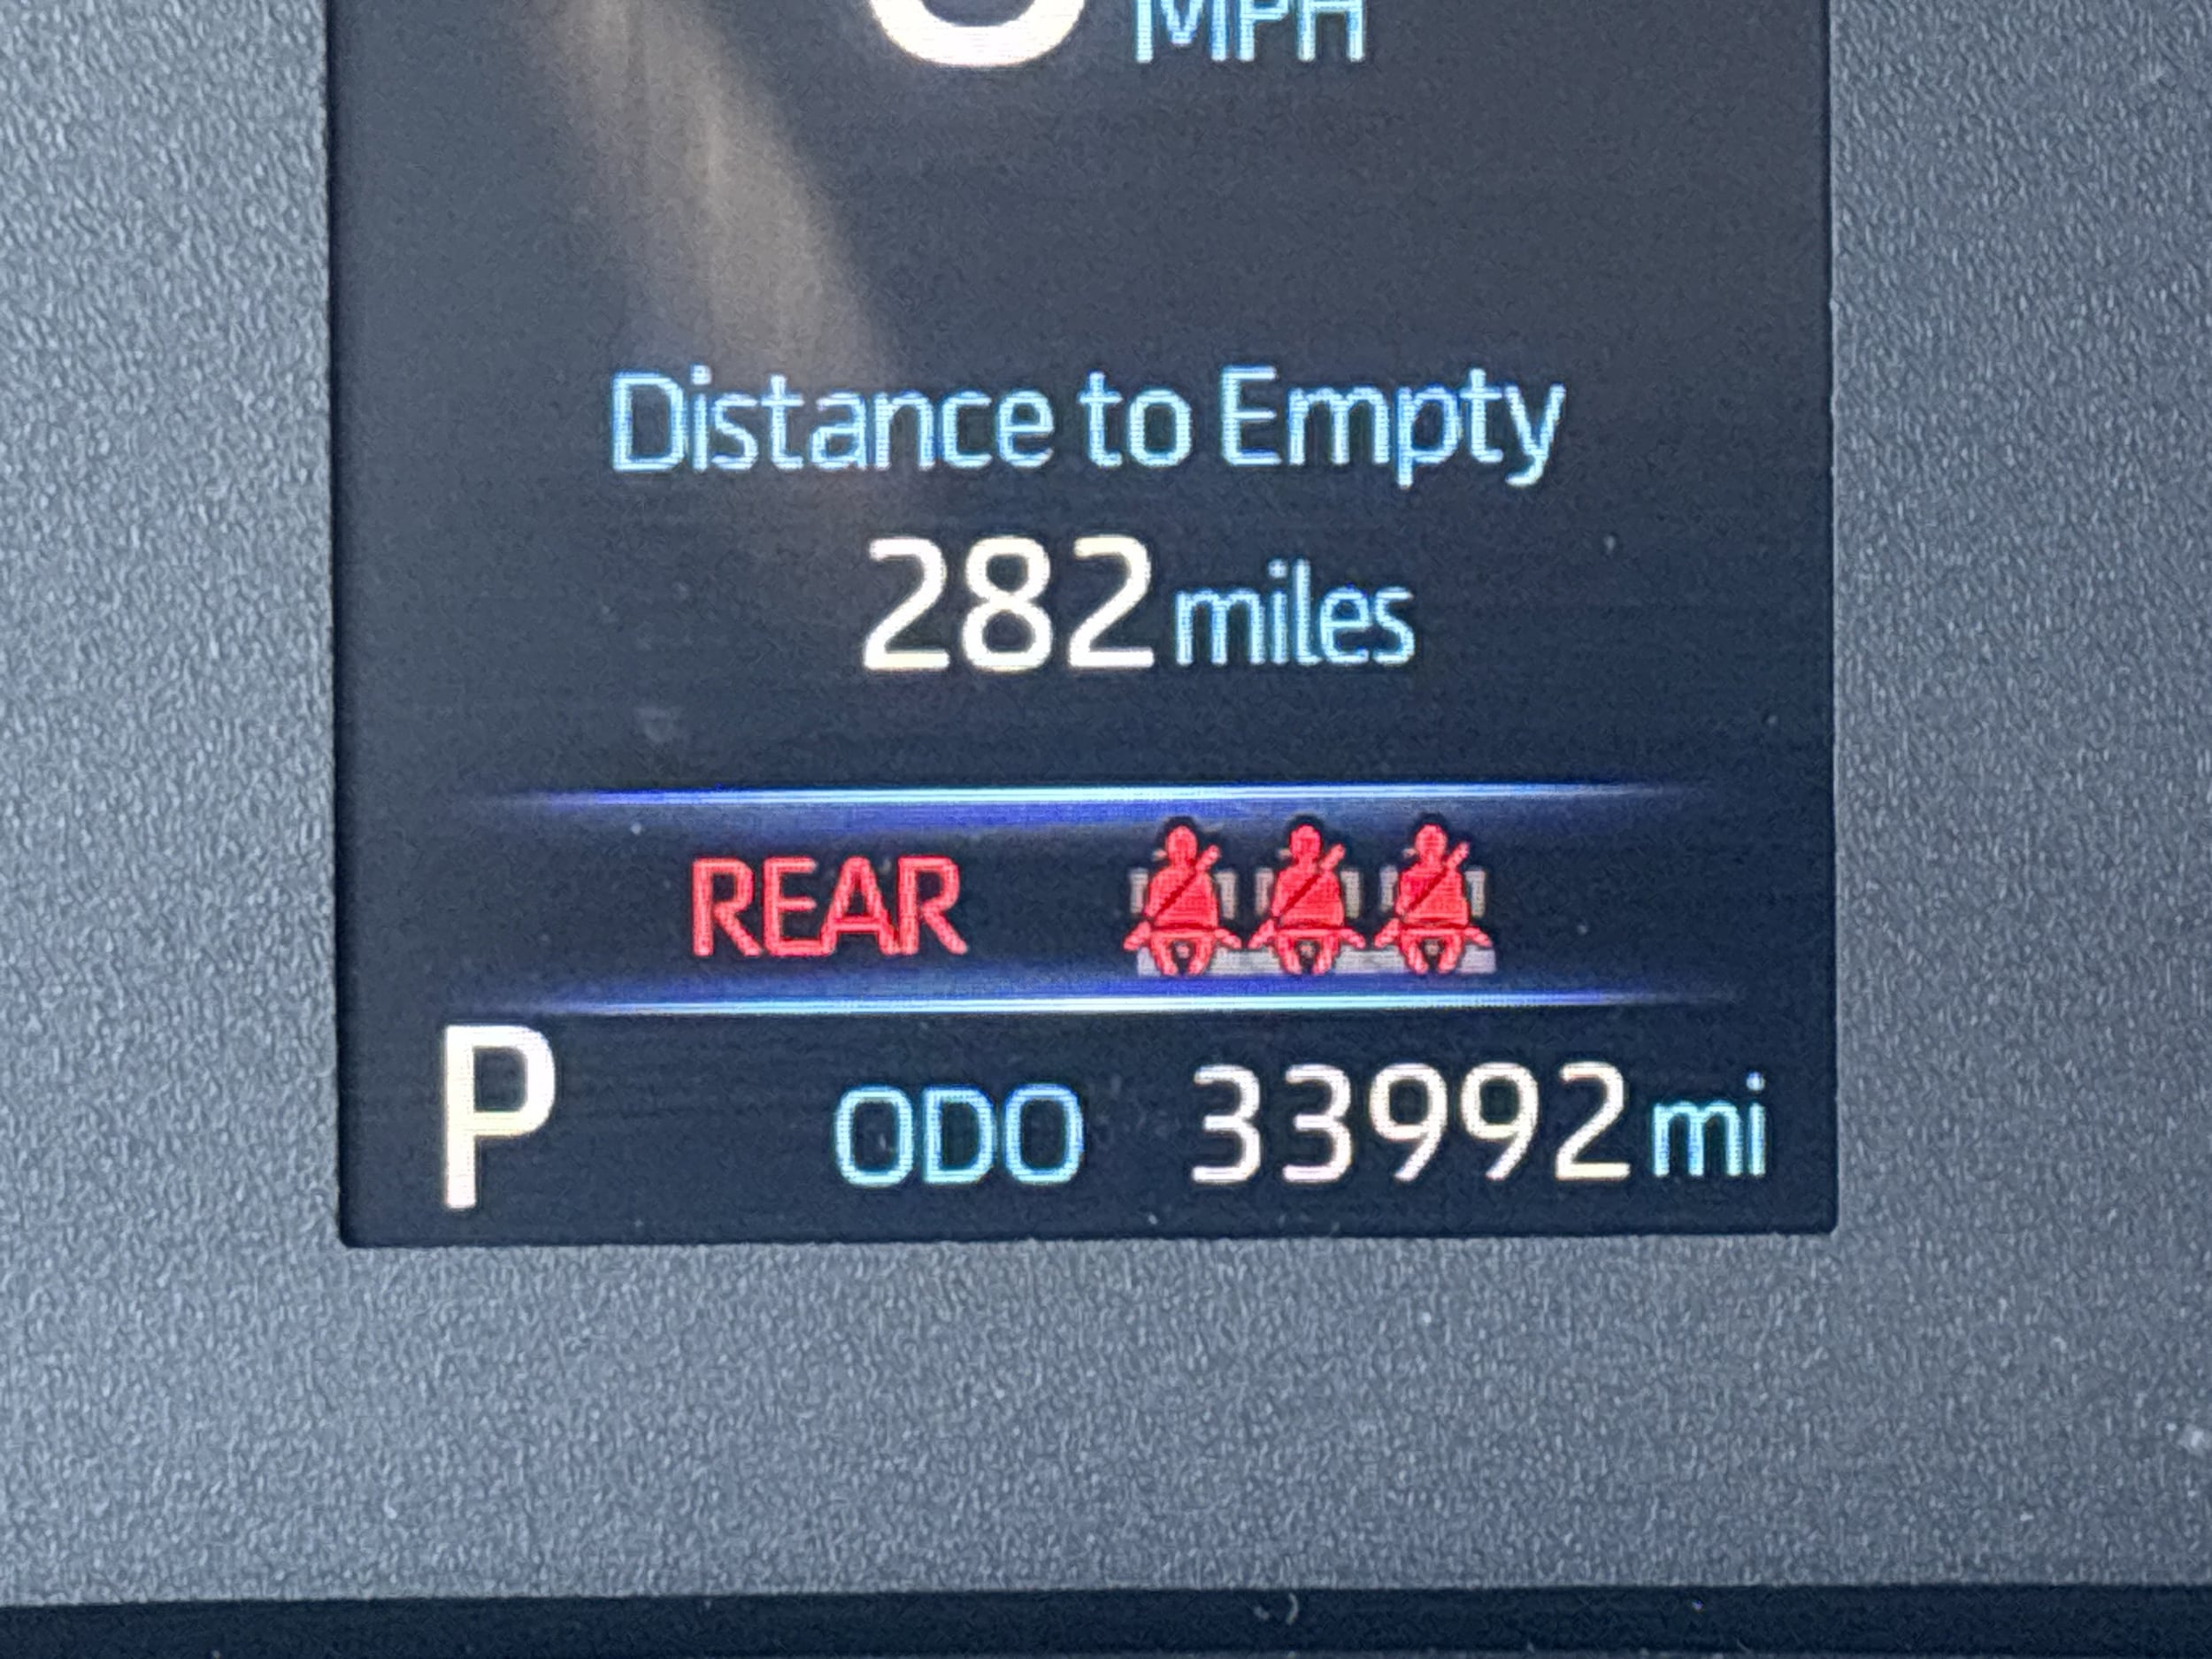 MPH
Distance to Empty
282 miles
REAR
P ODO 33992 mi